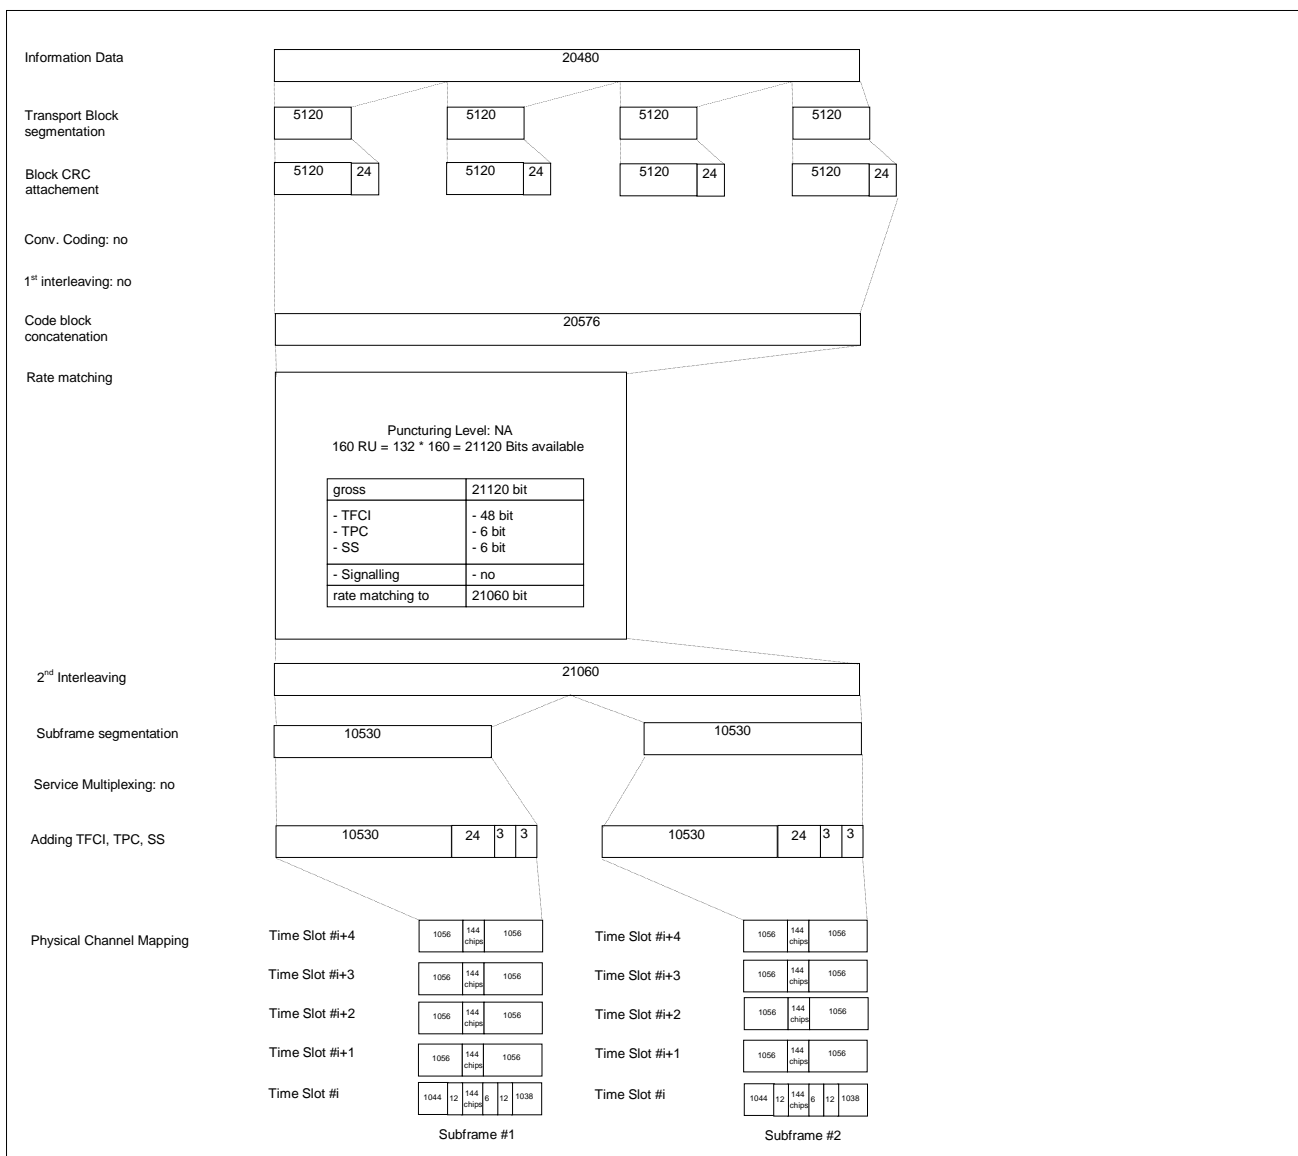 Information Data
20480
Transport Block
segmentation
5120 5120 5120 5120
Block CRC
attachement
5120 24 5120 24 5120 24 5120 24
Conv. Coding: no
1st interleaving: no
Code block
concatenation
20576
Rate matching
Puncturing Level: NA
160 RU = 132 * 160 = 21120 Bits available
gross 21120 bit
- TFCI - 48 bit
- TPC - 6 bit
- SS - 6 bit
- Signalling - no
rate matching to 21060 bit
2nd Interleaving
21060
Subframe segmentation
10530 10530
Service Multiplexing: no
Adding TFCI, TPC, SS
10530 24 3 3 10530 24 3 3
Physical Channel Mapping
Time Slot #i+4 1056 144 chips 1056 Time Slot #i+4 1056 144 chips 1056
Time Slot #i+3 1056 144 chips 1056 Time Slot #i+3 1056 144 chips 1056
Time Slot #i+2 1056 144 chips 1056 Time Slot #i+2 1056 144 chips 1056
Time Slot #i+1 1056 144 chips 1056 Time Slot #i+1 1056 144 chips 1056
Time Slot #i 1044 12 144 chips 6 12 1038 Time Slot #i 1044 12 144 chips 6 12 1038
Subframe #1 Subframe #2